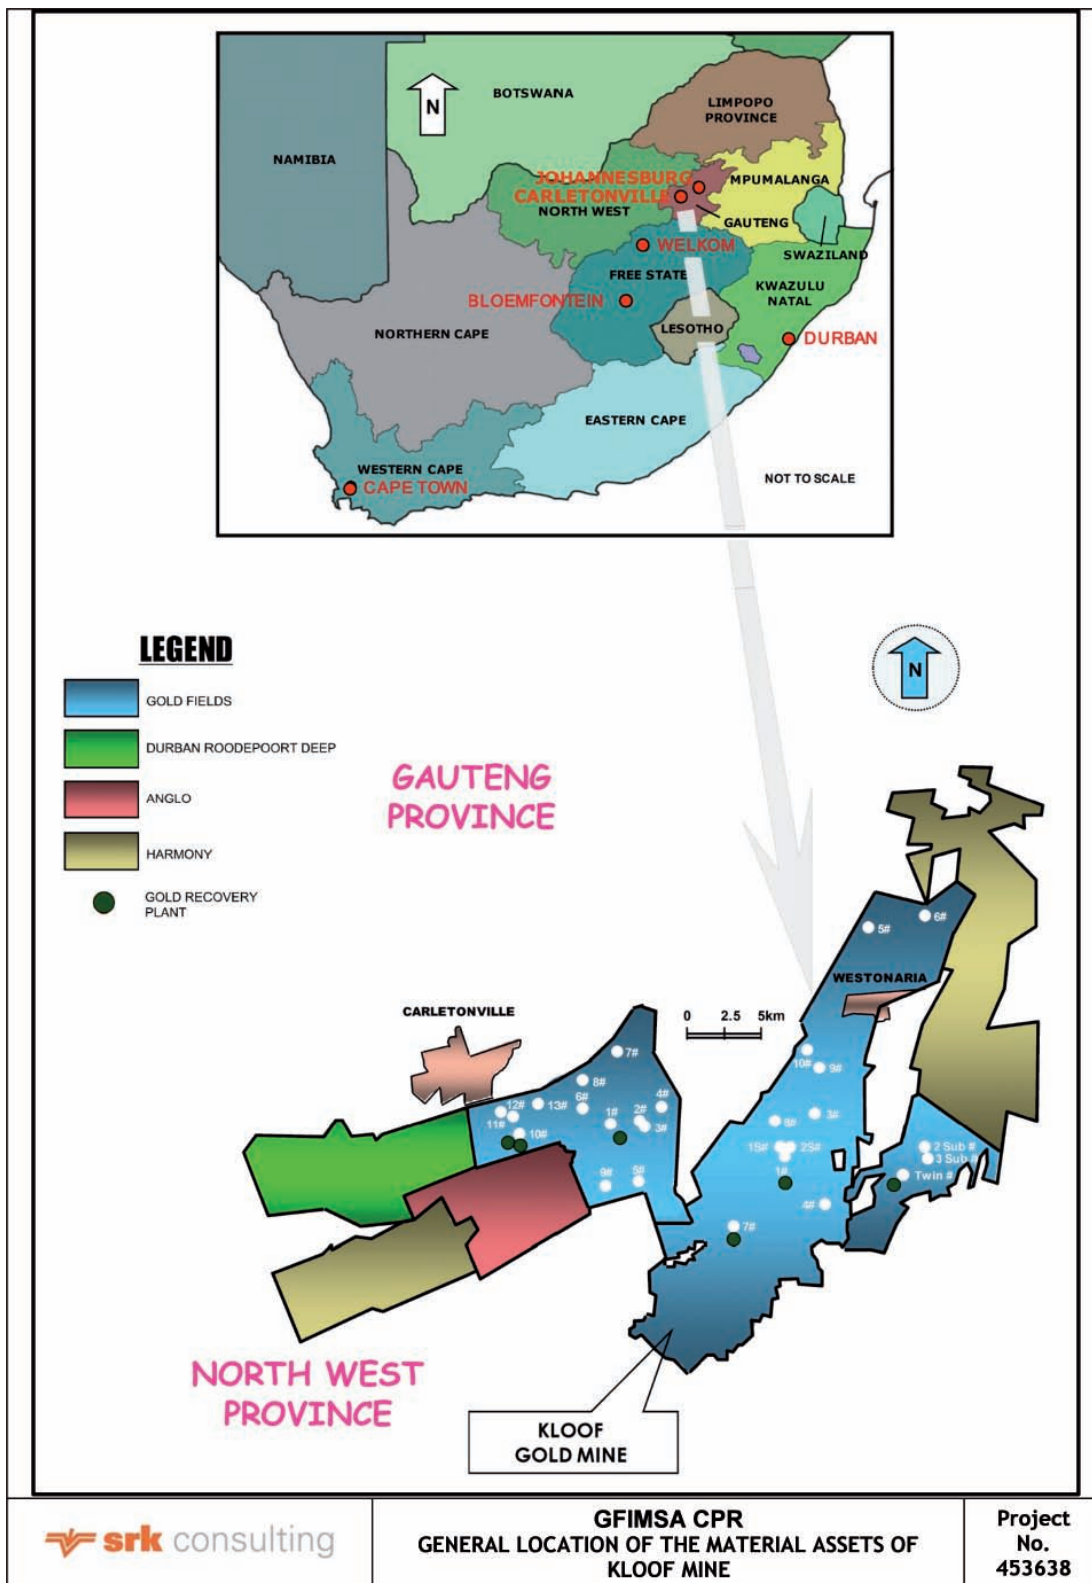 N
BOTSWANA
LIMPOPO
PROVINCE
NAMIBIA
JOHANNESBURG
CARLETONVILLE
MPUMALANGA
NORTH WEST
GAUTENG
WELKOM
SWAZILAND
FREE STATE
KWAZULU
NATAL
BLOEMFONTEIN
LESOTHO
NORTHERN CAPE
DURBAN
EASTERN CAPE
WESTERN CAPE
CAPE TOWN
NOT TO SCALE
LEGEND
GOLD FIELDS
DURBAN ROODEPOORT DEEP
ANGLO
HARMONY
GOLD RECOVERY
PLANT
N
GAUTENG
PROVINCE
6#
5#
WESTONARIA
CARLETONVILLE
0 2.5 5km
7#
10#
9#
8#
6#
4#
12#
13#
1#
2#
3#
11#
10#
8#
3#
1S#
2S#
2 Sub #
3 Sub #
9#
5#
1#
Twin #
4#
7#
NORTH WEST
PROVINCE
KLOOF
GOLD MINE
srk consulting
GFIMSA CPR
GENERAL LOCATION OF THE MATERIAL ASSETS OF
KLOOF MINE
Project
No.
453638